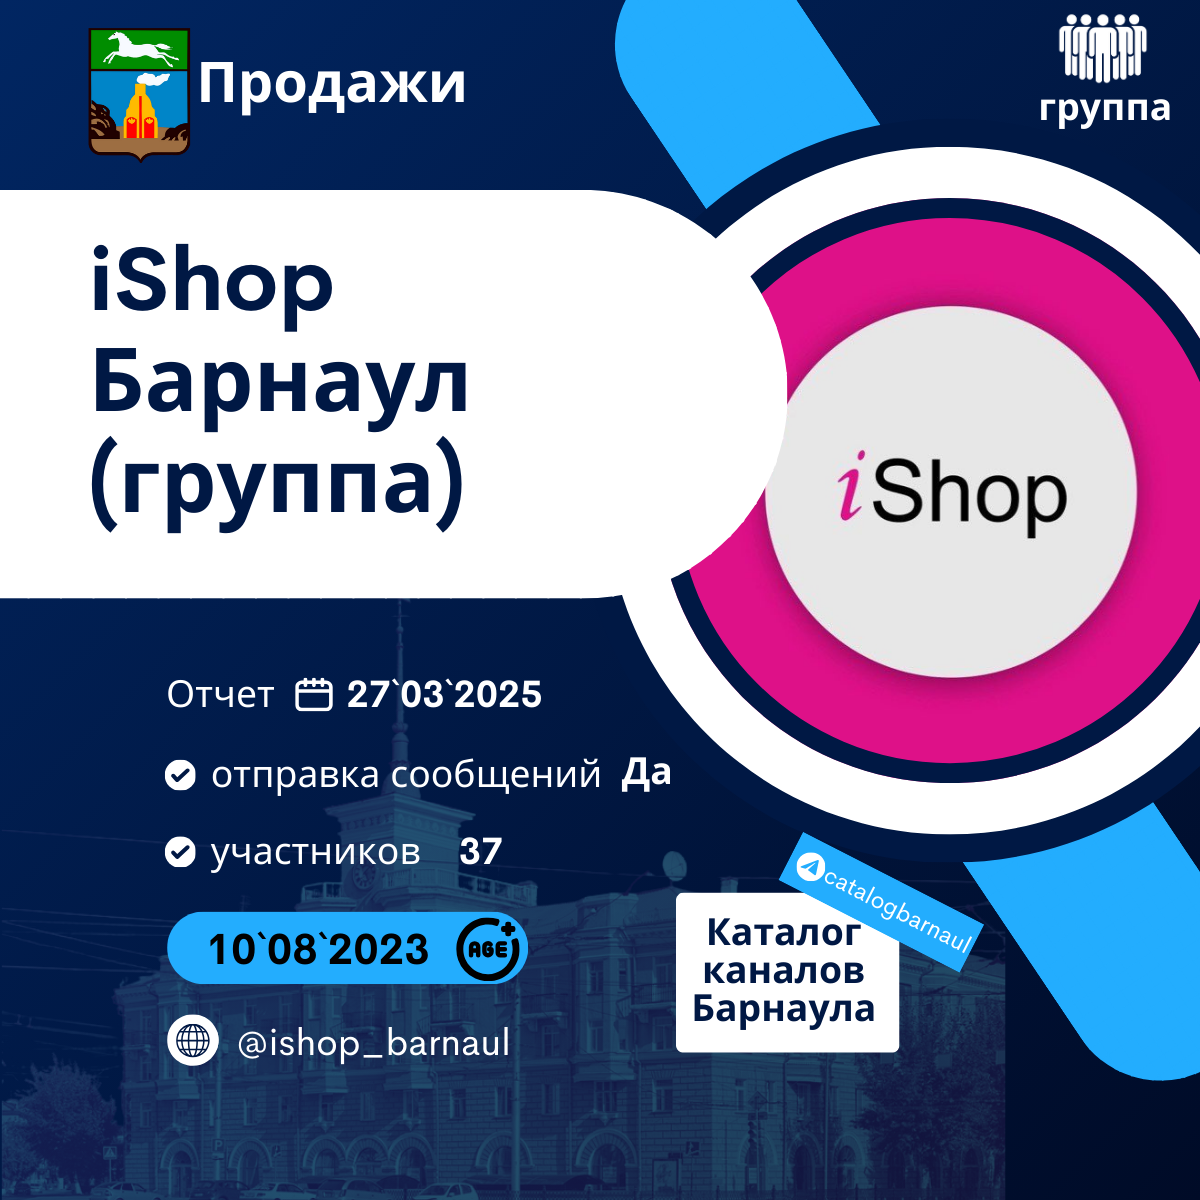 Продажи
группа
iShop
Барнаул
(группа)
iShop
Отчет 27`03`2025
отправка сообщений Да
участников 37
10`08`2023 AGE+
@ishop_barnaul
catalogbarnaul
Каталог
каналов
Барнаула